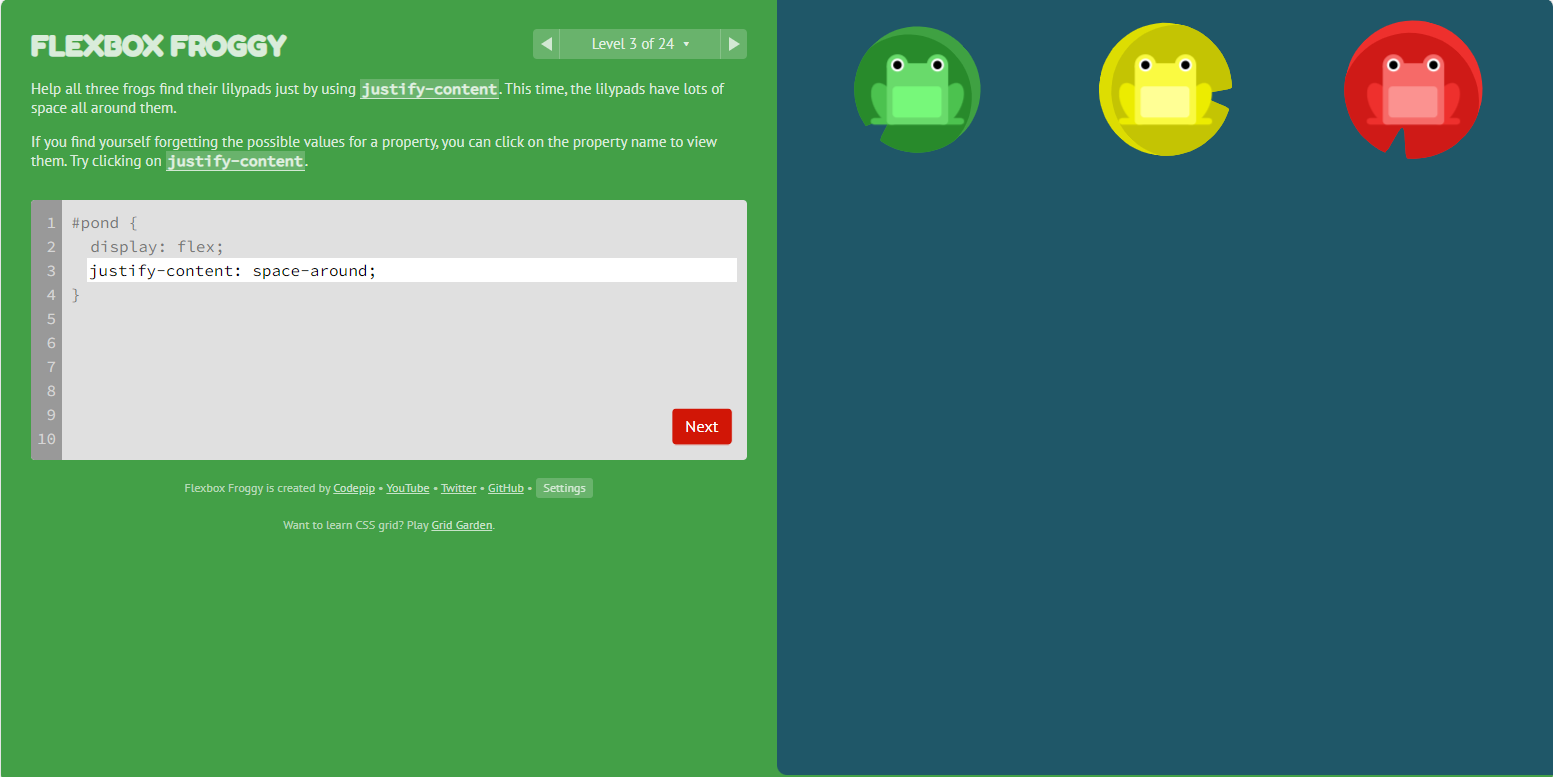 FLEXBOX FROGGY
Level 3 of 24
Help all three frogs find their lilypads just by using justify-content. This time, the lilypads have lots of
space all around them.
If you find yourself forgetting the possible values for a property, you can click on the property name to view
them. Try clicking on justify-content.
1 #pond {
2 display: flex;
3 justify-content: space-around;
4 }
5
6
7
8
9
10
Next
Flexbox Froggy is created by Codepip • YouTube • Twitter • GitHub • Settings
Want to learn CSS grid? Play Grid Garden.